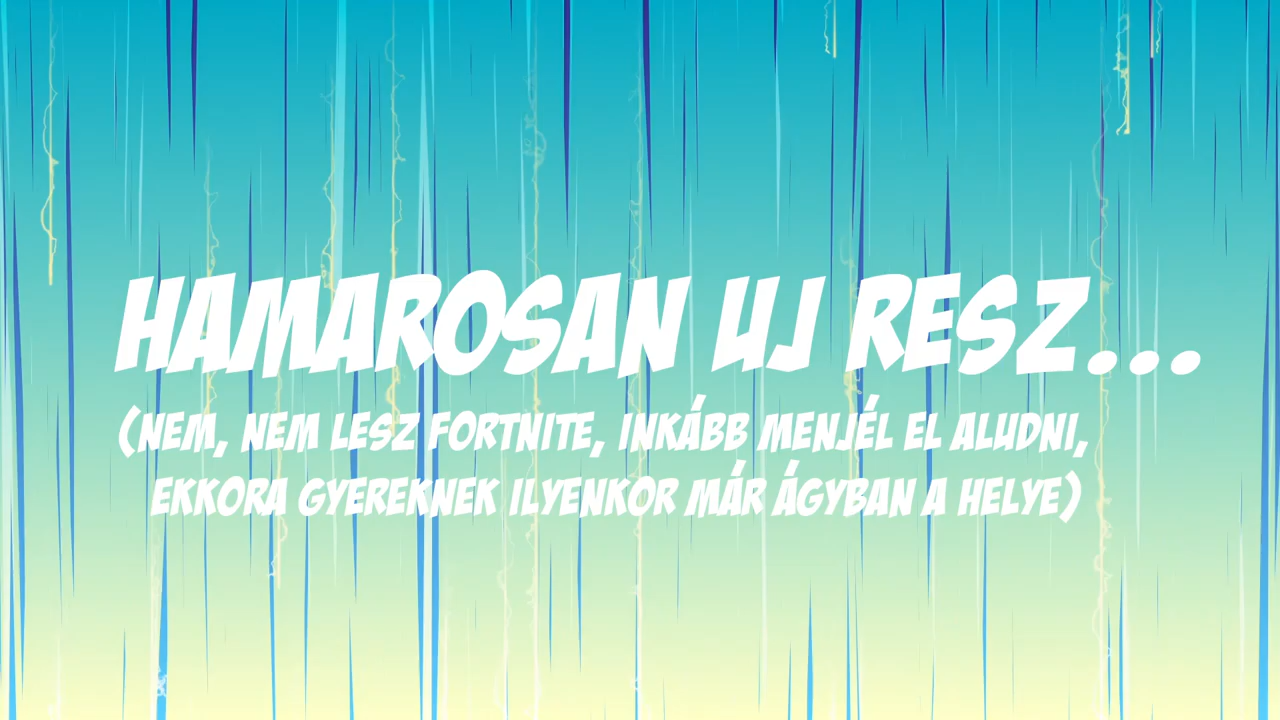 HAMAROSAN UJ RESZ...
(NEM, NEM LESZ FORTNITE, INKÁBB MENJÉL EL ALUDNI,
EKKORA GYEREKNEK ILYENKOR MÁR ÁGYBAN A HELYE)